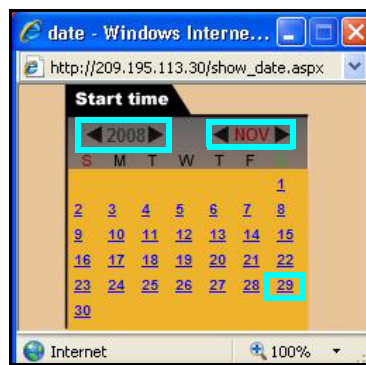 date - Windows Interne...
http://209.195.113.30/show_date.aspx
Start time
2008 NOV
S M T W T F S
1
2 3 4 5 6 7 8
9 10 11 12 13 14 15
16 17 18 19 20 21 22
23 24 25 26 27 28 29
30
Internet 100%